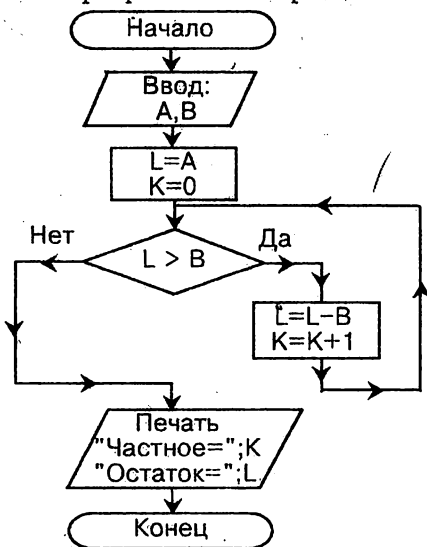 Начало
Ввод:
A,B
L=A
K=0
Нет
L > B
Да
L=L–B
K=K+1
Печать
"Частное=";K
"Остаток=";L
Конец